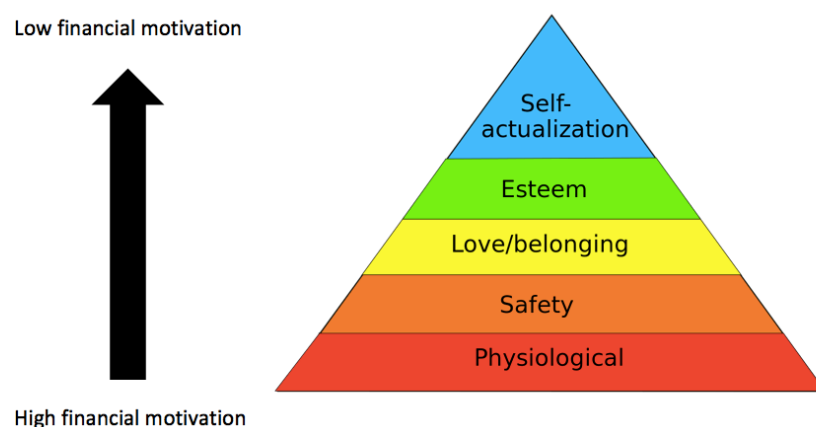 Low financial motivation
Self-
actualization
Esteem
Love/belonging
Safety
Physiological
High financial motivation